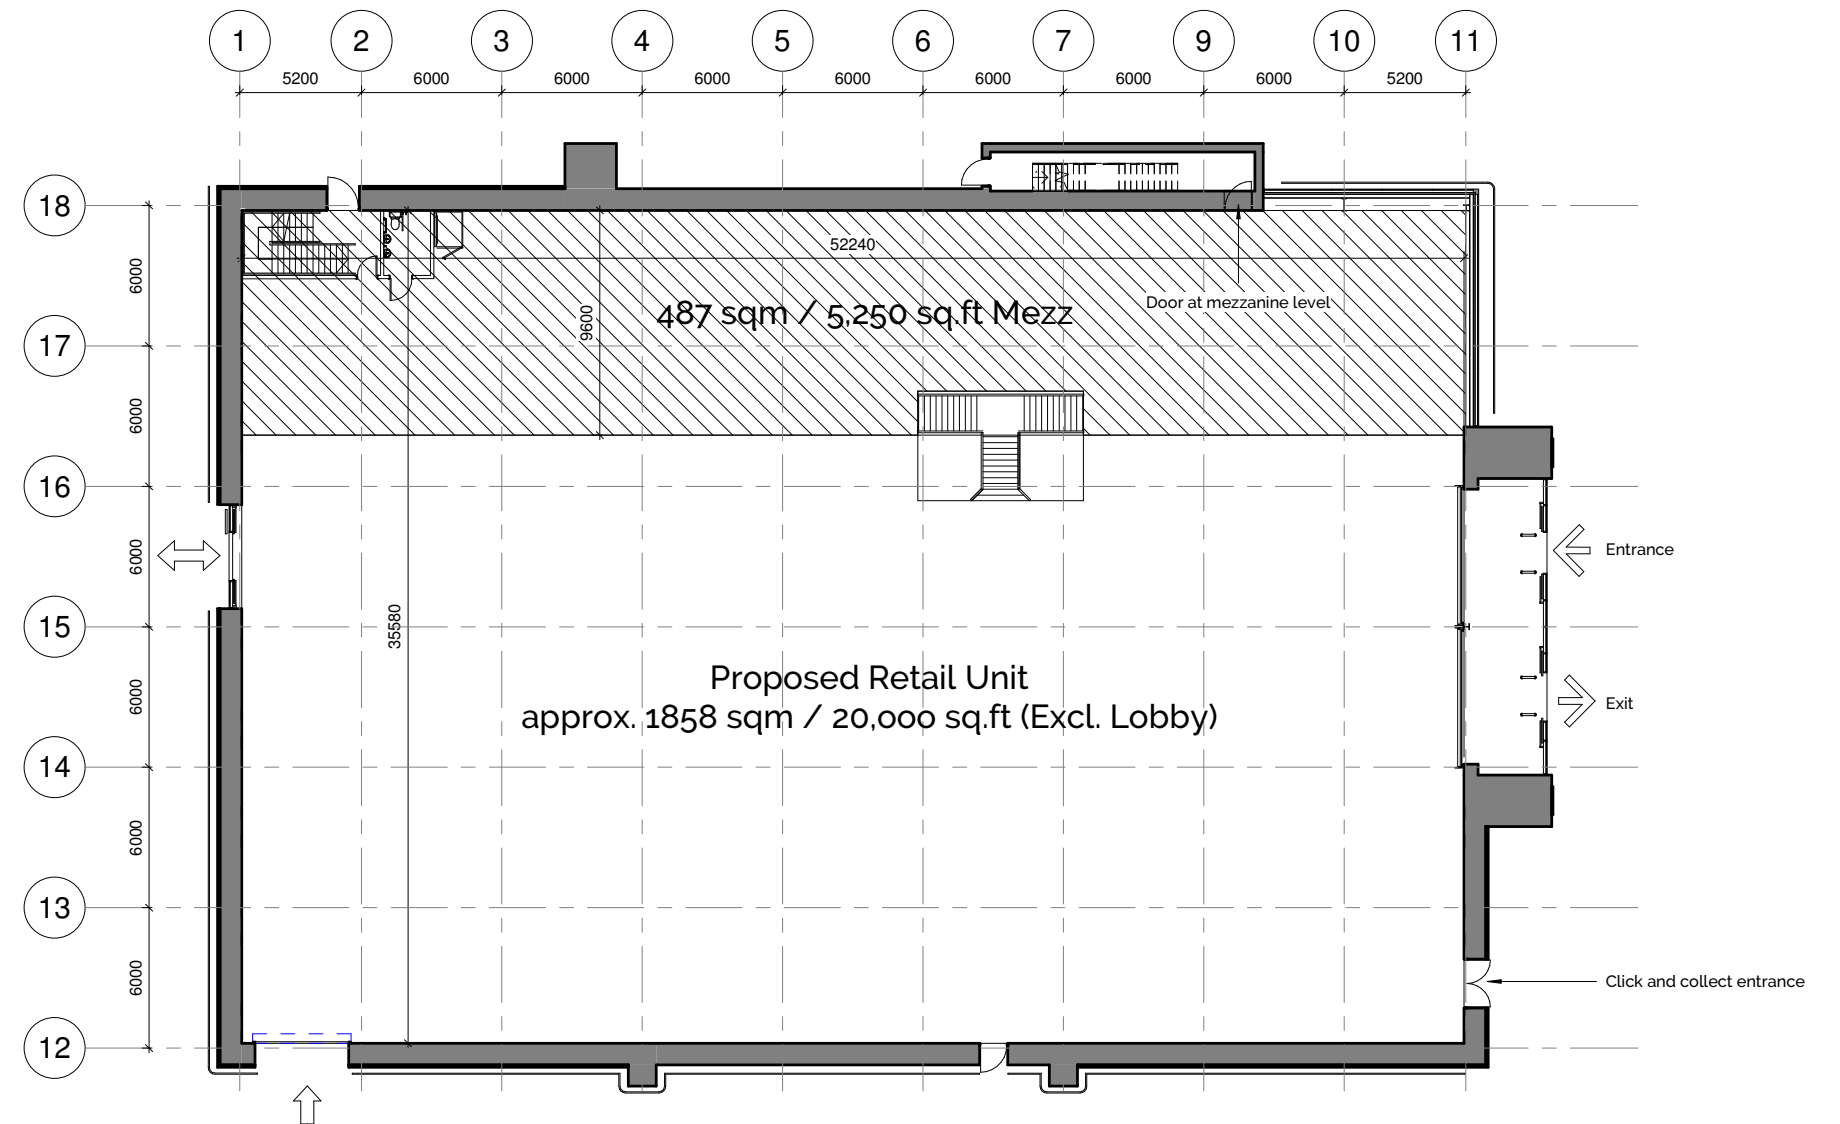 1 2 3 4 5 6 7 9 10 11
5200 6000 6000 6000 6000 6000 6000 6000 5200
18
17
16
15
14
13
12
6000
6000
6000
6000
6000
6000
52240
9600
35580
487 sqm / 5,250 sq.ft Mezz
Door at mezzanine level
Entrance
Exit
Proposed Retail Unit
approx. 1858 sqm / 20,000 sq.ft (Excl. Lobby)
Click and collect entrance